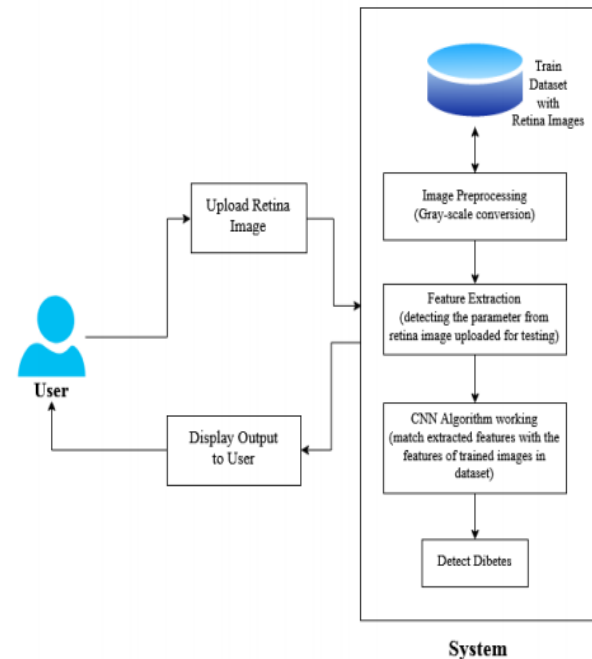 Train
Dataset
with
Retina Images
Image Preprocessing
(Gray-scale conversion)
Upload Retina
Image
Feature Extraction
(detecting the parameter from
retina image uploaded for testing)
User
CNN Algorithm working
(match extracted features with the
features of trained images in
dataset)
Display Output
to User
Detect Dibetes
System